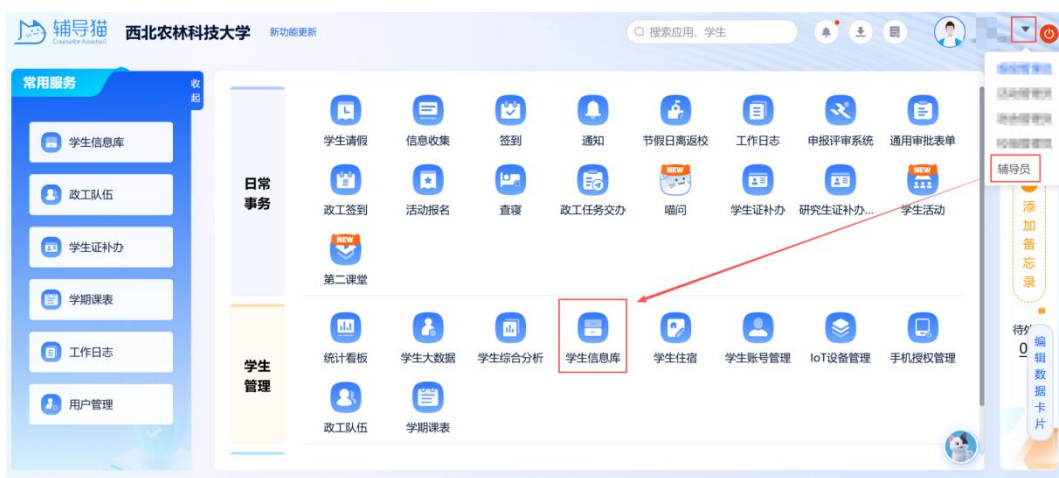 辅导猫
Counselor Assistant
西北农林科技大学
新功能更新
搜索应用、学生
常用服务
收起
学生信息库
政工队伍
学生证补办
学期课表
工作日志
用户管理
日常
事务
学生请假
信息收集
签到
通知
节假日离返校
工作日志
申报评审系统
通用审批表单
政工签到
活动报名
直寝
政工任务交办
NEW
喵问
学生证补办
研究生证补办...
NEW
学生活动
NEW
第二课堂
学生
管理
统计看板
学生大数据
学生综合分析
学生信息库
学生住宿
学生账号管理
IoT设备管理
手机授权管理
政工队伍
学期课表
辅导员
添加备忘录
编辑数据卡片